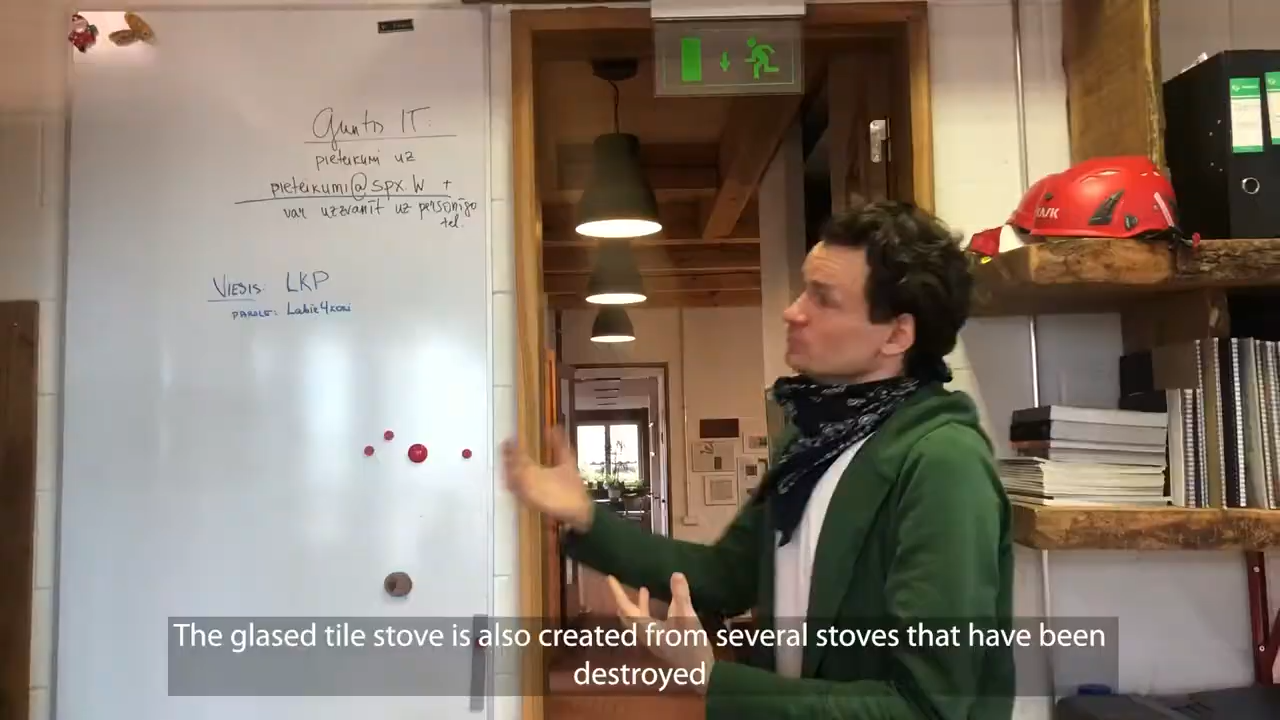 Guntis IT:
pieteikumi uz
pieteikumi@spx.lv +
var uzzvanīt uz personīgo
tel.
VIESIS: LKP
PAROLE:
KASK
The glased tile stove is also created from several stoves that have been
destroyed